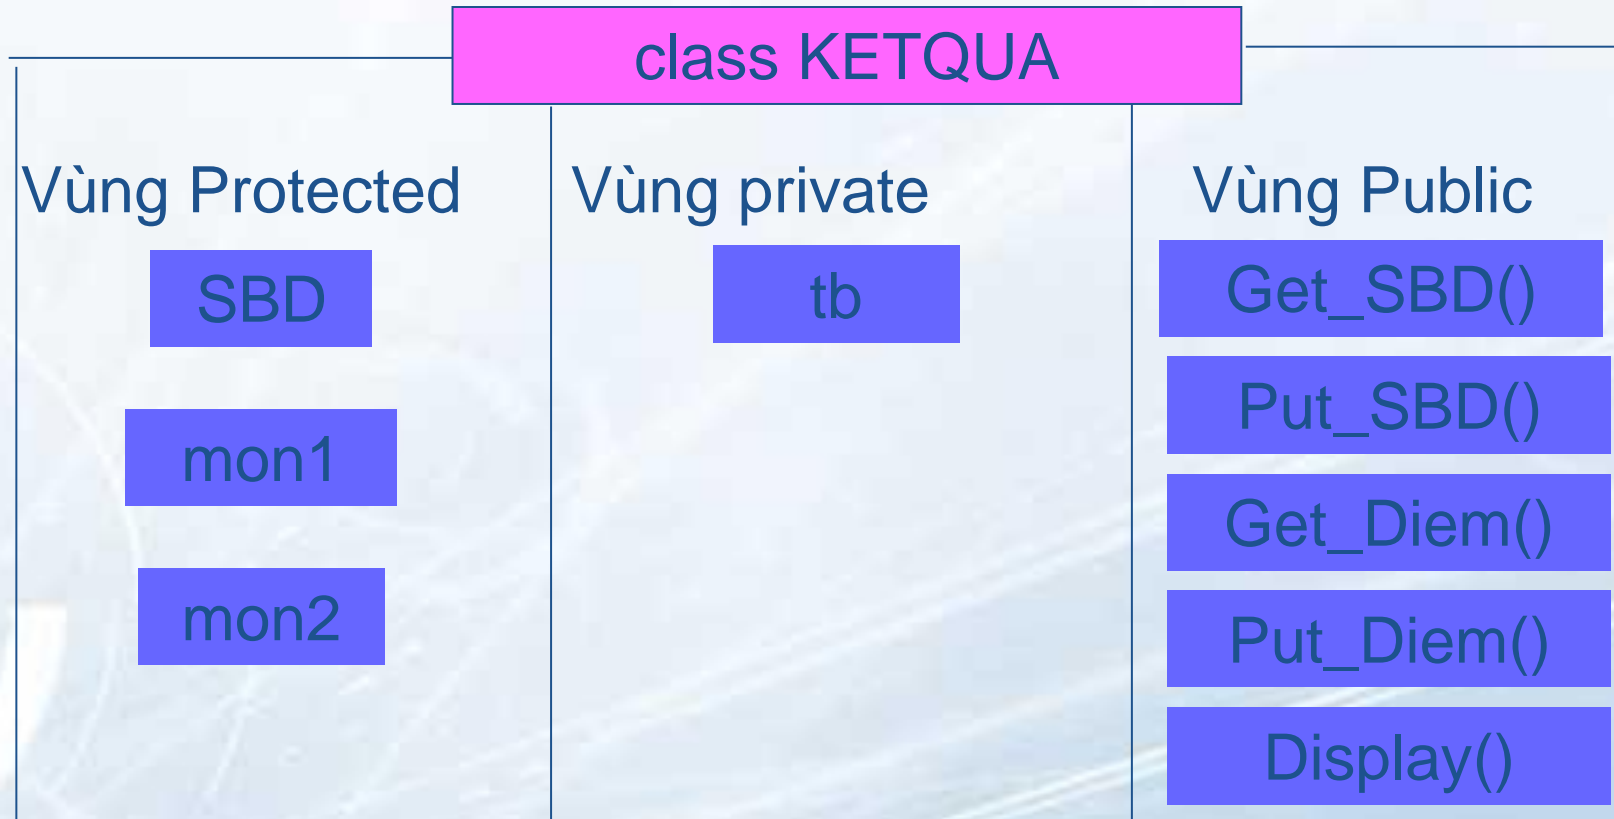 class KETQUA
Vùng Protected
SBD
mon1
mon2
Vùng private
tb
Vùng Public
Get_SBD()
Put_SBD()
Get_Diem()
Put_Diem()
Display()